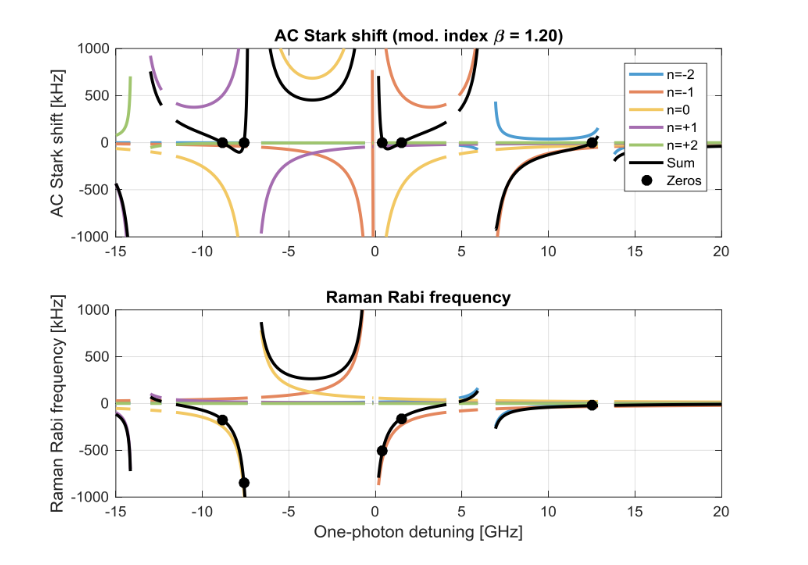 AC Stark shift (mod. index β = 1.20)
AC Stark shift [kHz]
1000
500
0
-500
-1000
-15
-10
-5
0
5
10
15
20
n=-2
n=-1
n=0
n=+1
n=+2
Sum
Zeros
Raman Rabi frequency
Raman Rabi frequency [kHz]
1000
500
0
-500
-1000
-15
-10
-5
0
5
10
15
20
One-photon detuning [GHz]